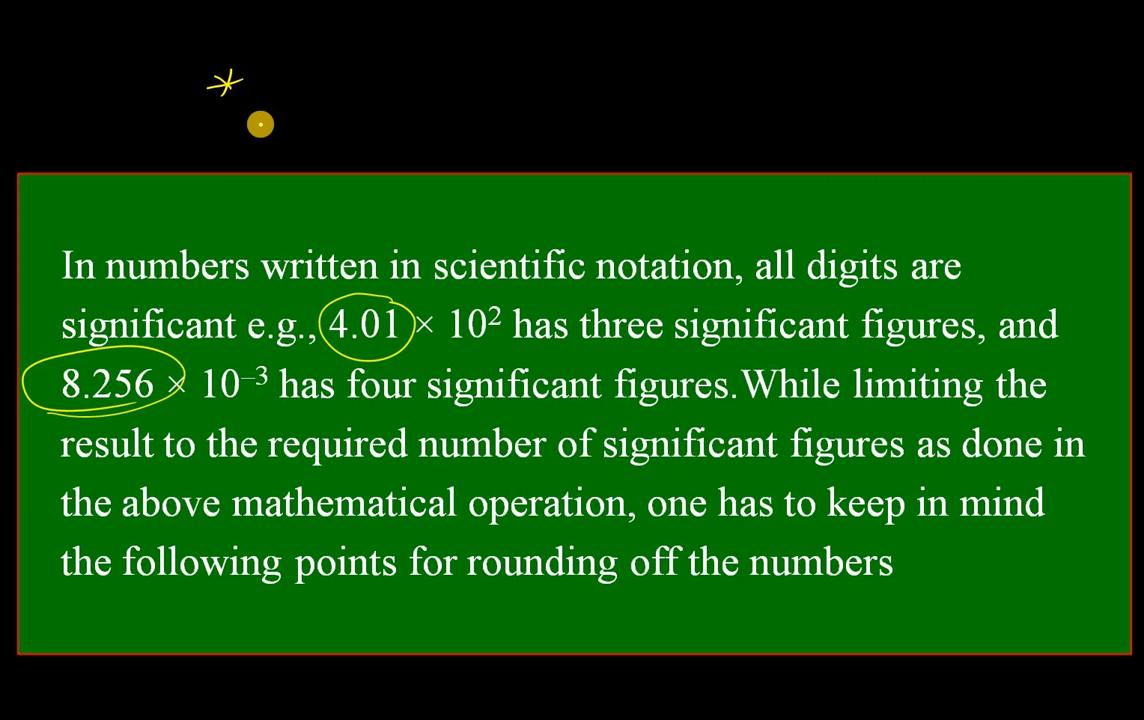 In numbers written in scientific notation, all digits are
significant e.g., 4.01 × 10² has three significant figures, and
8.256 × 10⁻³ has four significant figures. While limiting the
result to the required number of significant figures as done in
the above mathematical operation, one has to keep in mind
the following points for rounding off the numbers